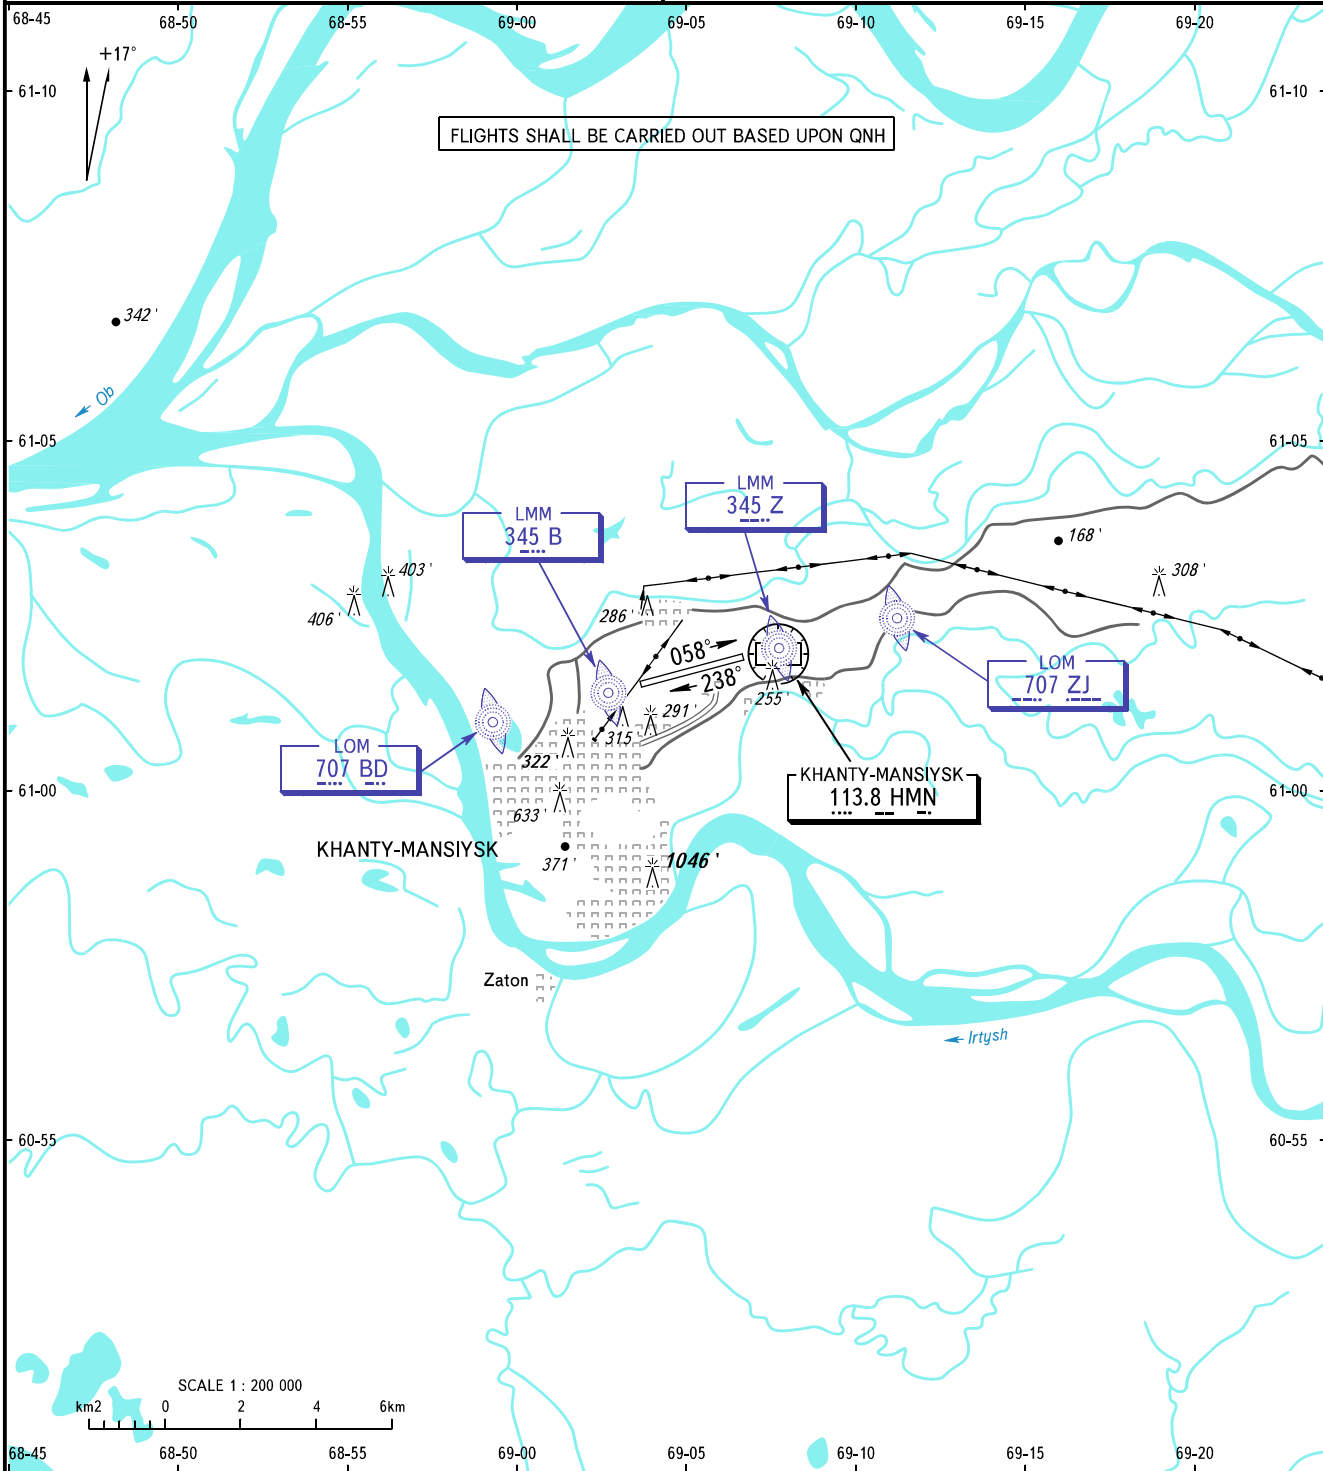 68-45 68-50 68-55 69-00 69-05 69-10 69-15 69-20
+17°
61-10 61-10
FLIGHTS SHALL BE CARRIED OUT BASED UPON QNH
342'
Ob
61-05 61-05
LMM
345 Z
LMM
345 B
168'
403'
308'
406'
286'
058°
238°
LOM
707 ZJ
255'
291'
315
322'
LOM
707 BD
KHANTY-MANSIYSK
113.8 HMN
61-00 61-00
633'
KHANTY-MANSIYSK
371'
1046'
Zaton
Irtysh
60-55 60-55
SCALE 1 : 200 000
km2 0 2 4 6km
68-45 68-50 68-55 69-00 69-05 69-10 69-15 69-20